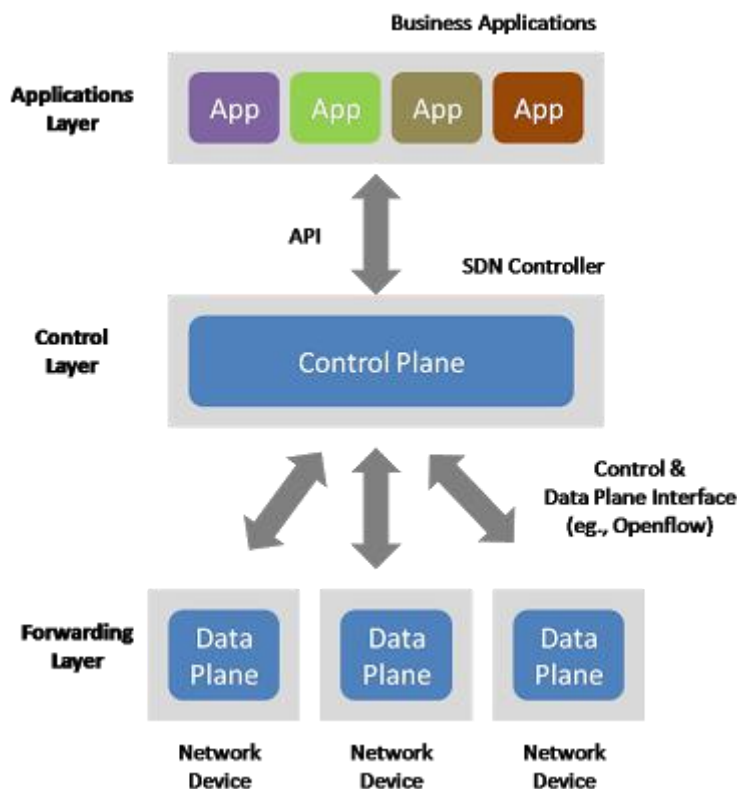 Business Applications
Applications
Layer
App App App App
API
SDN Controller
Control
Layer
Control Plane
Control &
Data Plane Interface
(eg., Openflow)
Forwarding
Layer
Data
Plane
Data
Plane
Data
Plane
Network
Device
Network
Device
Network
Device